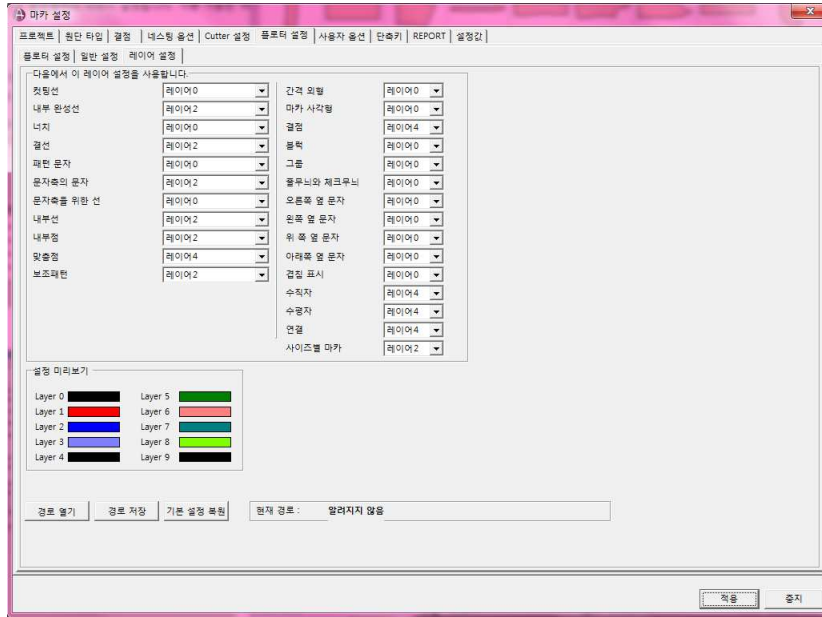 마카 설정
프로젝트 원단 타입 결점 네스팅 옵션 Cutter 설정 플로터 설정 사용자 옵션 단축키 REPORT 설정값
플로터 설정 일반 설정 레이어 설정
다음에서 이 레이어 설정을 사용합니다.
컷팅선 레이어0 간격 외형 레이어0
내부 완성선 레이어2 마카 사각형 레이어0
너치 레이어0 결점 레이어4
결선 레이어2 블럭 레이어0
패턴 문자 레이어0 그룹 레이어0
문자축의 문자 레이어2 줄무늬와 체크무늬 레이어0
문자축를 위한 선 레이어0 오른쪽 옆 문자 레이어0
내부선 레이어2 왼쪽 옆 문자 레이어0
내부점 레이어2 위 쪽 옆 문자 레이어0
맞춤점 레이어4 아래쪽 옆 문자 레이어0
보조패턴 레이어2 겹침 표시 레이어0
수직자 레이어4
수평자 레이어4
연결 레이어4
사이즈별 마카 레이어2
설정 미리보기
Layer 0 Layer 5
Layer 1 Layer 6
Layer 2 Layer 7
Layer 3 Layer 8
Layer 4 Layer 9
경로 열기 경로 저장 기본 설정 복원 현재 경로 : 알려지지 않음
적용 중지